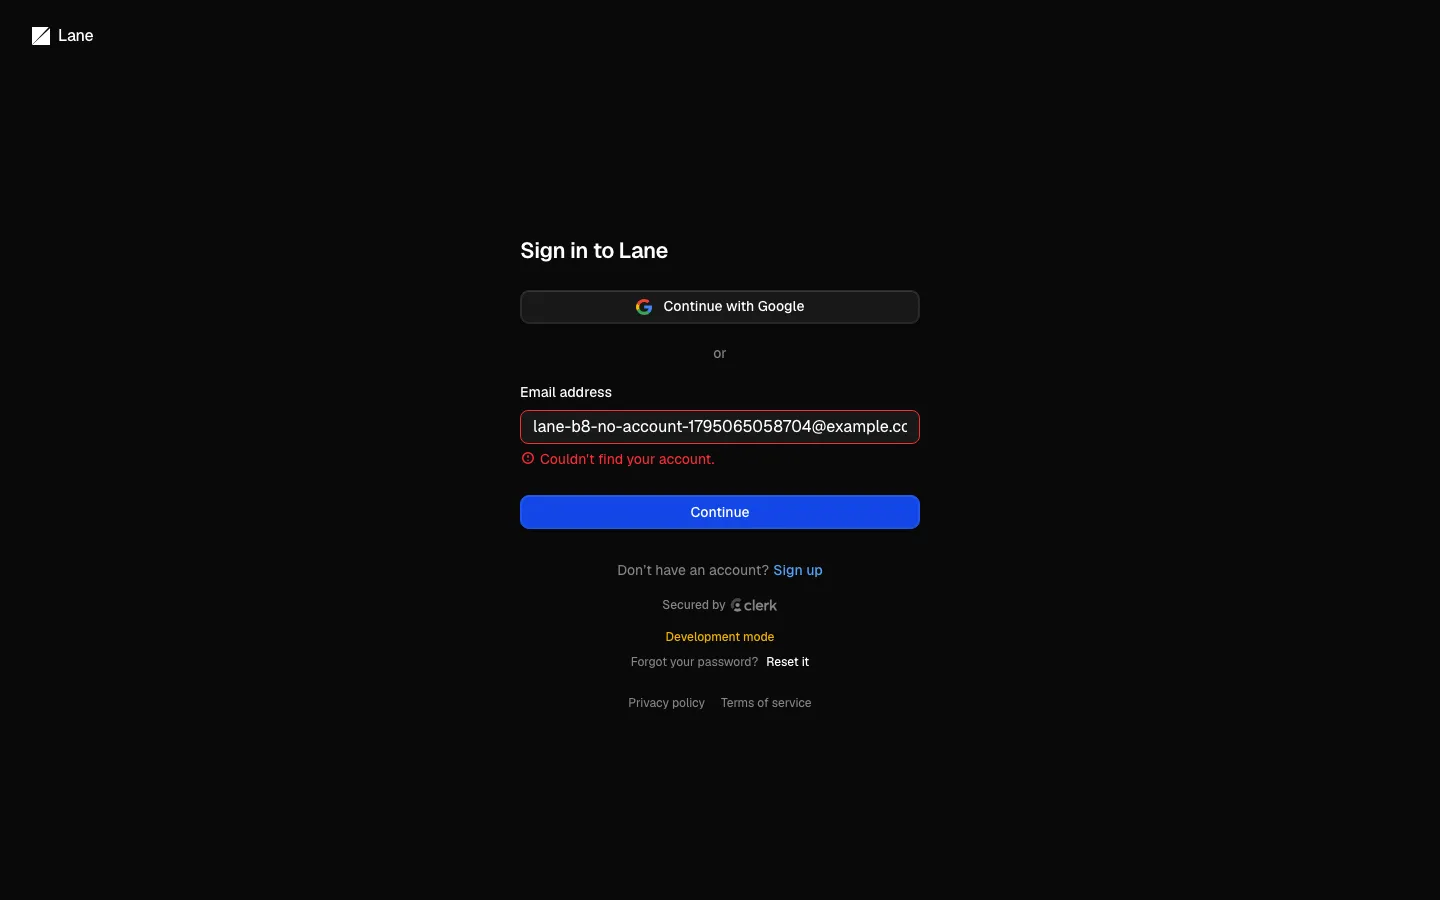 Lane
Sign in to Lane
Continue with Google
or
Email address
lane-b8-no-account-1795065058704@example.cc
Couldn't find your account.
Continue
Don't have an account? Sign up
Secured by clerk
Development mode
Forgot your password? Reset it
Privacy policy Terms of service